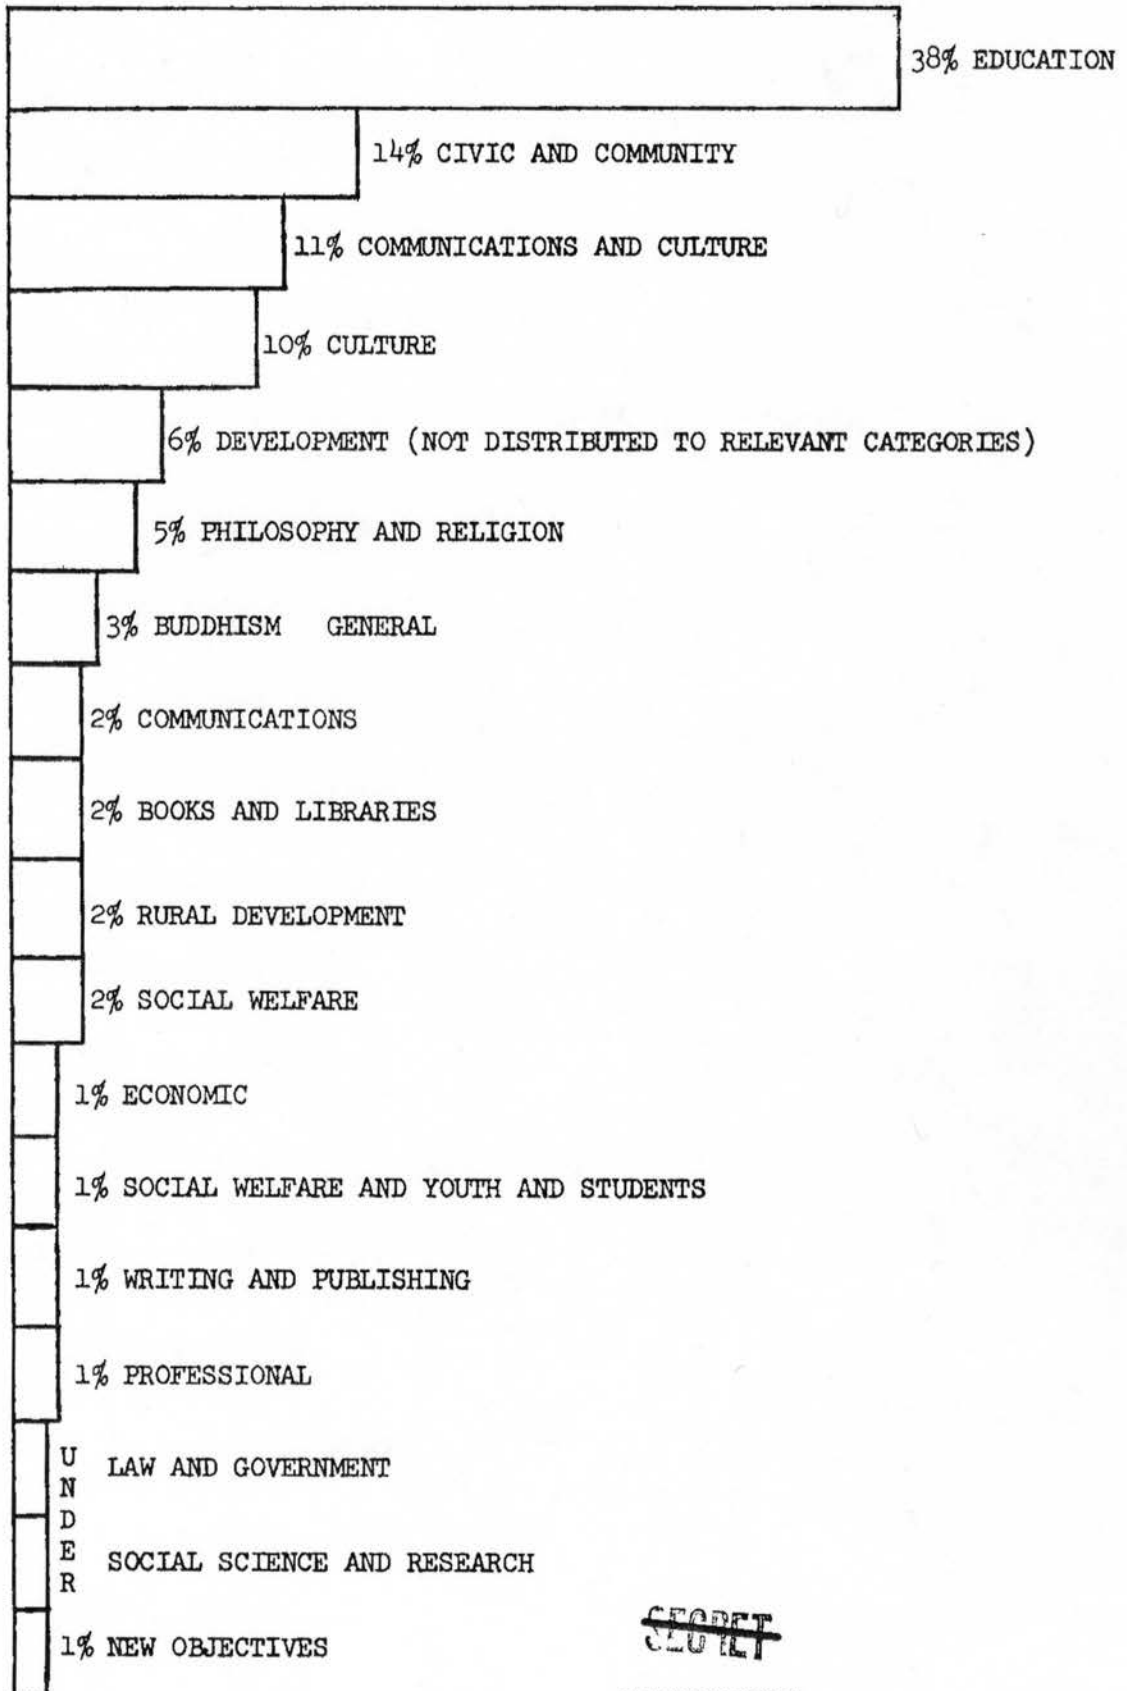 38% EDUCATION
14% CIVIC AND COMMUNITY
11% COMMUNICATIONS AND CULTURE
10% CULTURE
6% DEVELOPMENT (NOT DISTRIBUTED TO RELEVANT CATEGORIES)
5% PHILOSOPHY AND RELIGION
3% BUDDHISM GENERAL
2% COMMUNICATIONS
2% BOOKS AND LIBRARIES
2% RURAL DEVELOPMENT
2% SOCIAL WELFARE
1% ECONOMIC
1% SOCIAL WELFARE AND YOUTH AND STUDENTS
1% WRITING AND PUBLISHING
1% PROFESSIONAL
UNDER
LAW AND GOVERNMENT
SOCIAL SCIENCE AND RESEARCH
1% NEW OBJECTIVES
SECRET